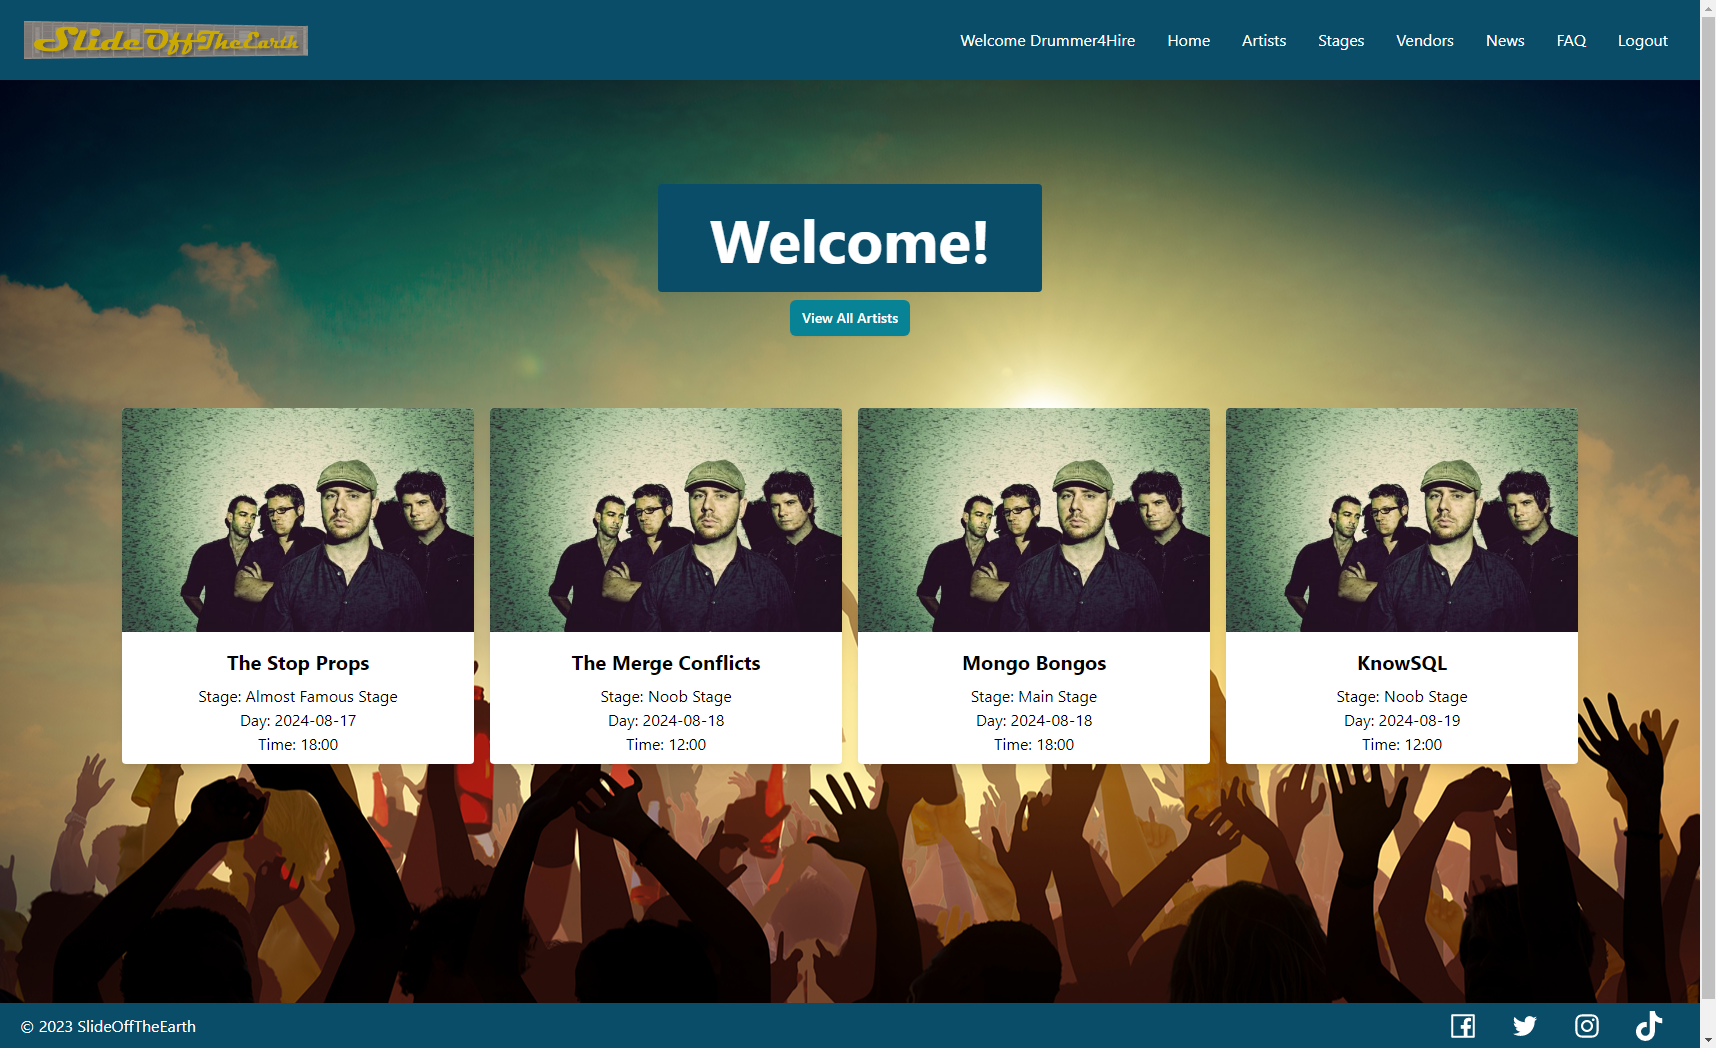 SlideOffTheEarth
Welcome Drummer4Hire Home Artists Stages Vendors News FAQ Logout
Welcome!
View All Artists
The Stop Props
Stage: Almost Famous Stage
Day: 2024-08-17
Time: 18:00
The Merge Conflicts
Stage: Noob Stage
Day: 2024-08-18
Time: 12:00
Mongo Bongos
Stage: Main Stage
Day: 2024-08-18
Time: 18:00
KnowSQL
Stage: Noob Stage
Day: 2024-08-19
Time: 12:00
© 2023 SlideOffTheEarth